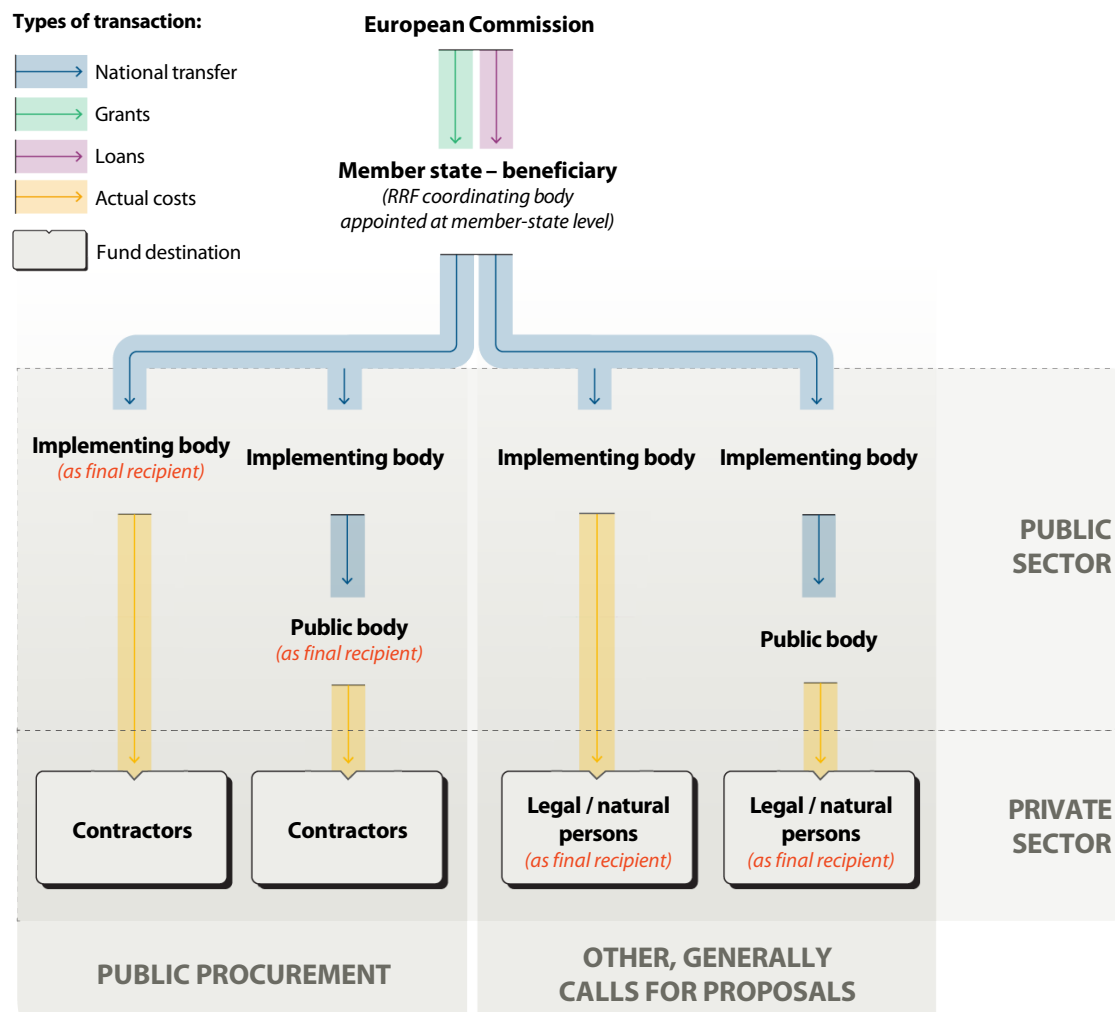 Types of transaction:
National transfer
Grants
Loans
Actual costs
Fund destination
European Commission
Member state – beneficiary
(RRF coordinating body
appointed at member-state level)
Implementing body
(as final recipient)
Implementing body
Implementing body
Implementing body
Public body
(as final recipient)
Public body
PUBLIC
SECTOR
Contractors
Contractors
Legal / natural
persons
(as final recipient)
Legal / natural
persons
(as final recipient)
PRIVATE
SECTOR
PUBLIC PROCUREMENT
OTHER, GENERALLY
CALLS FOR PROPOSALS